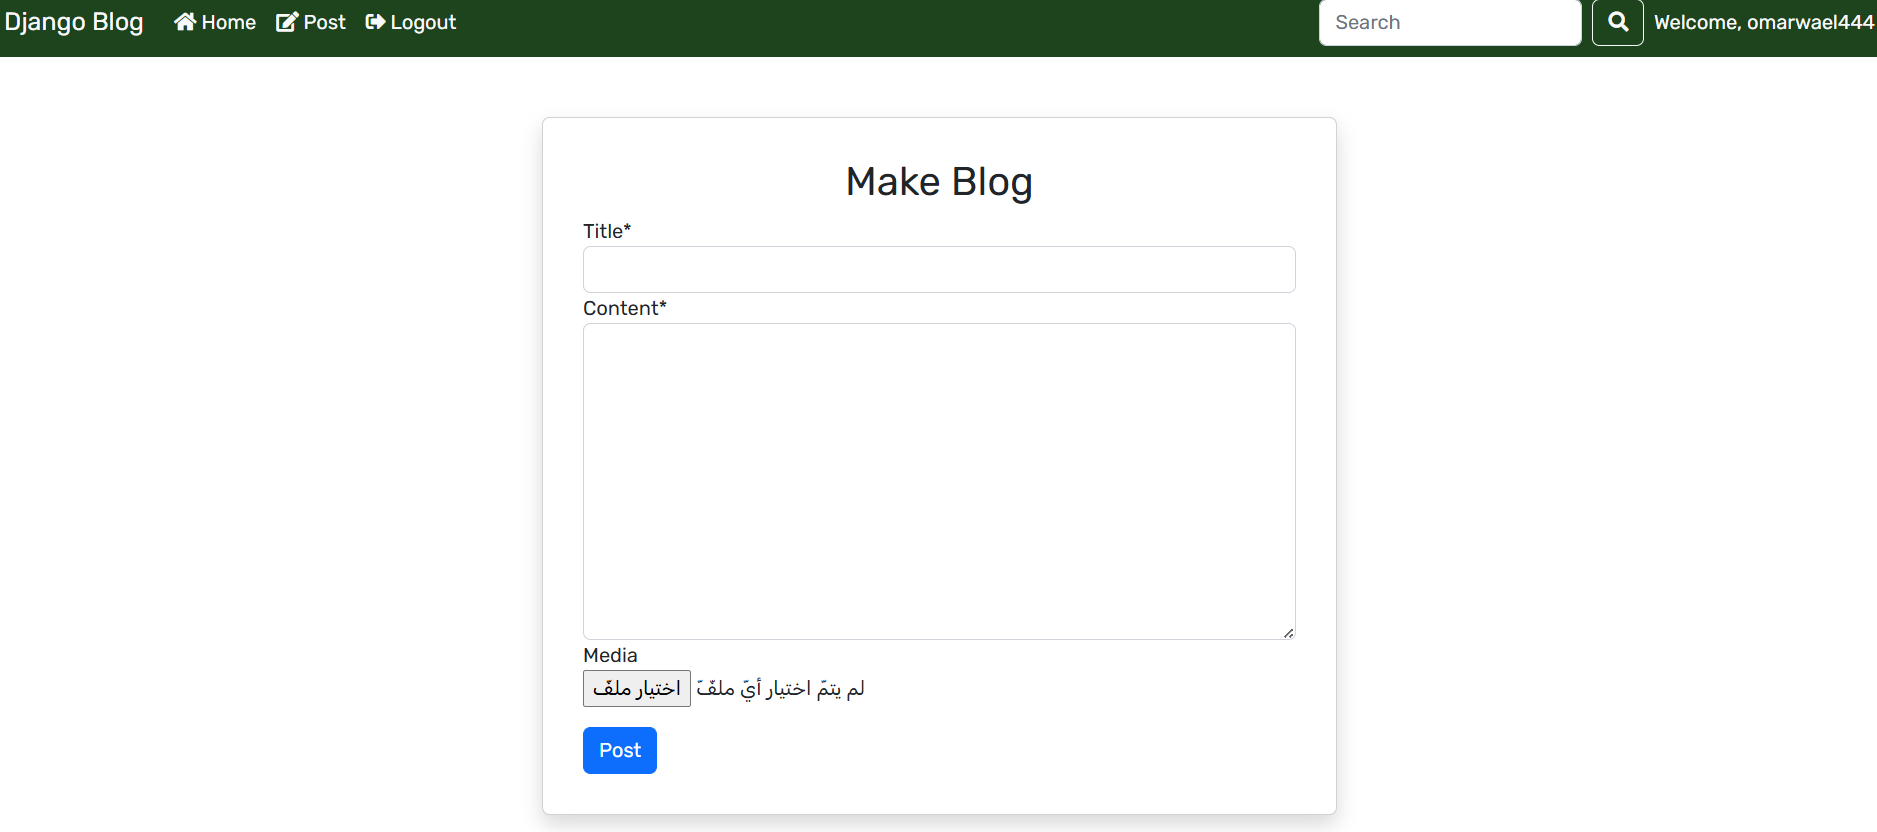 Django Blog Home Post Logout Search Welcome, omarwael444
Make Blog
Title*
Content*
Media
اختيار ملفّ لم يتمّ اختيار أيّ ملفّ
Post